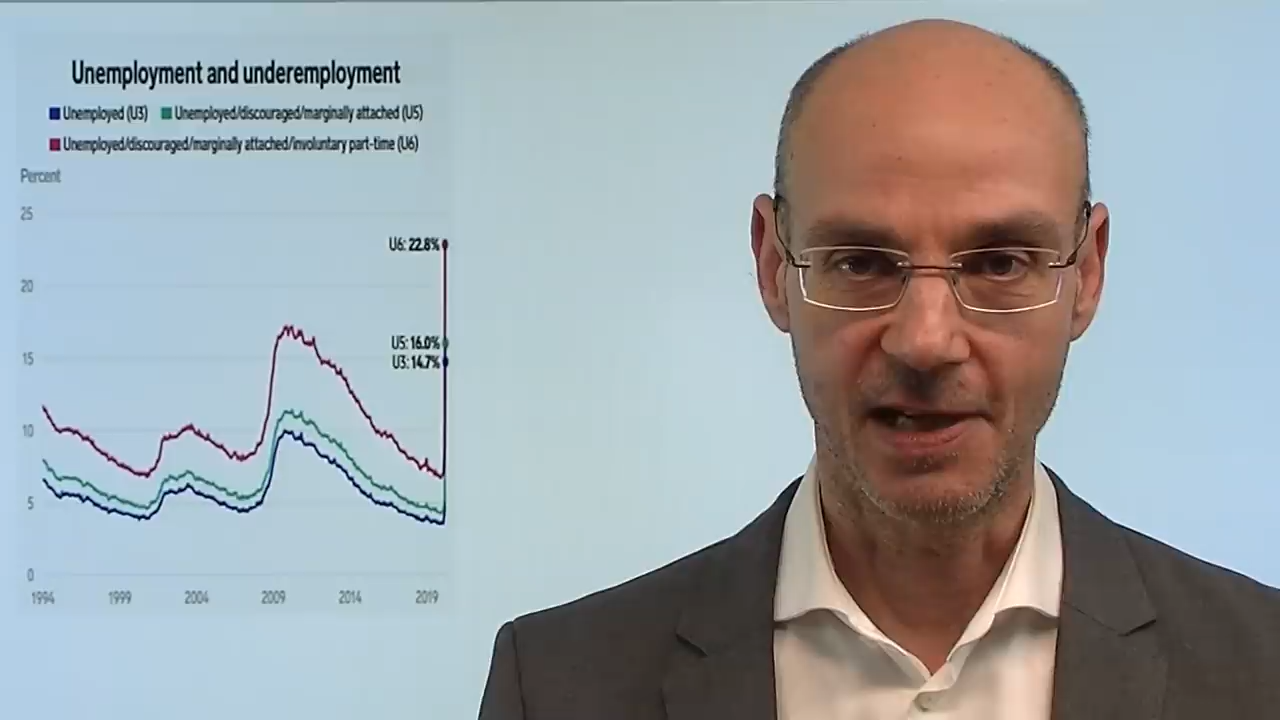 Unemployment and underemployment
Unemployed (U3) Unemployed/discouraged/marginally attached (U5)
Unemployed/discouraged/marginally attached/involuntary part-time (U6)
Percent
25
U6: 22.8%
20
U5: 16.0%
15
U3: 14.7%
10
5
0
1994 1999 2004 2009 2014 2019